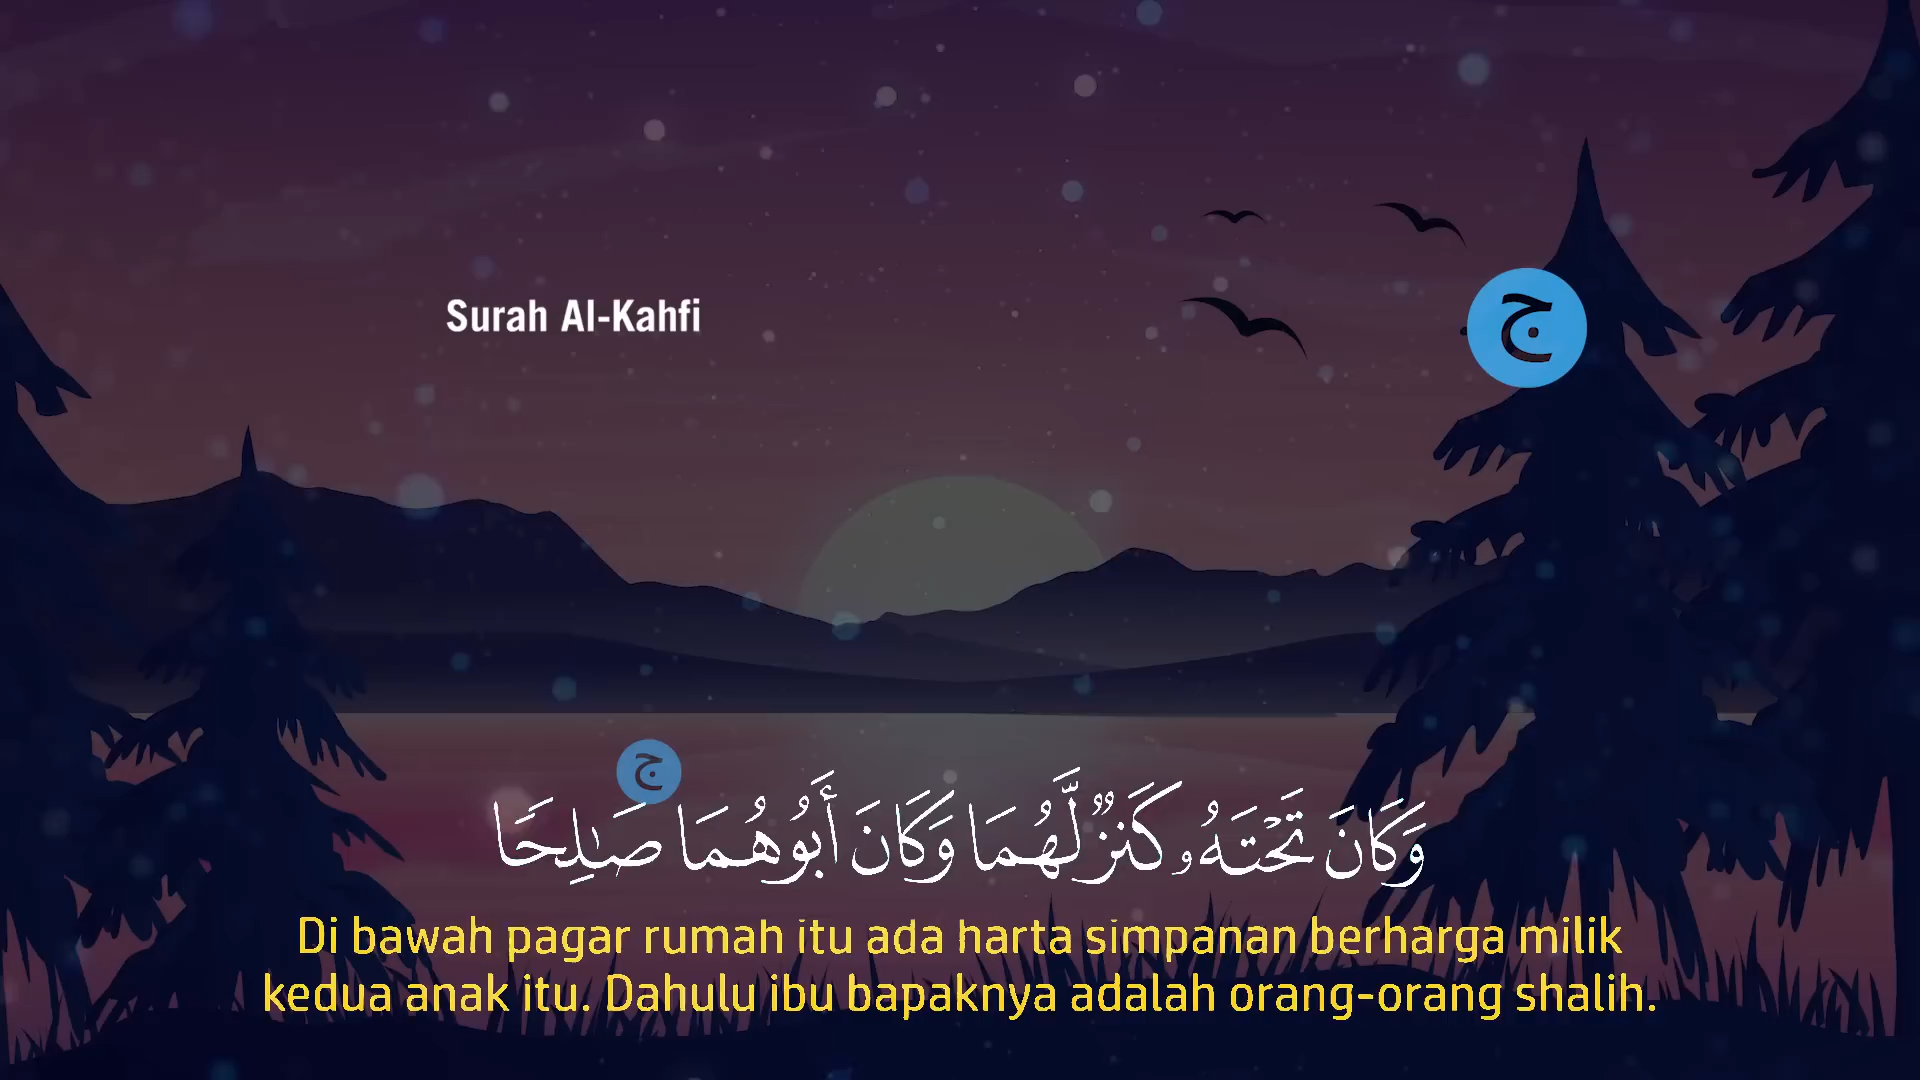 Surah Al-Kahfi
ج
ج
وَكَانَ تَحْتَهُۥ كَنزٌ لَّهُمَا وَكَانَ أَبُوهُمَا صَـٰلِحًا
Di bawah pagar rumah itu ada harta simpanan berharga milik
kedua anak itu. Dahulu ibu bapaknya adalah orang-orang shalih.